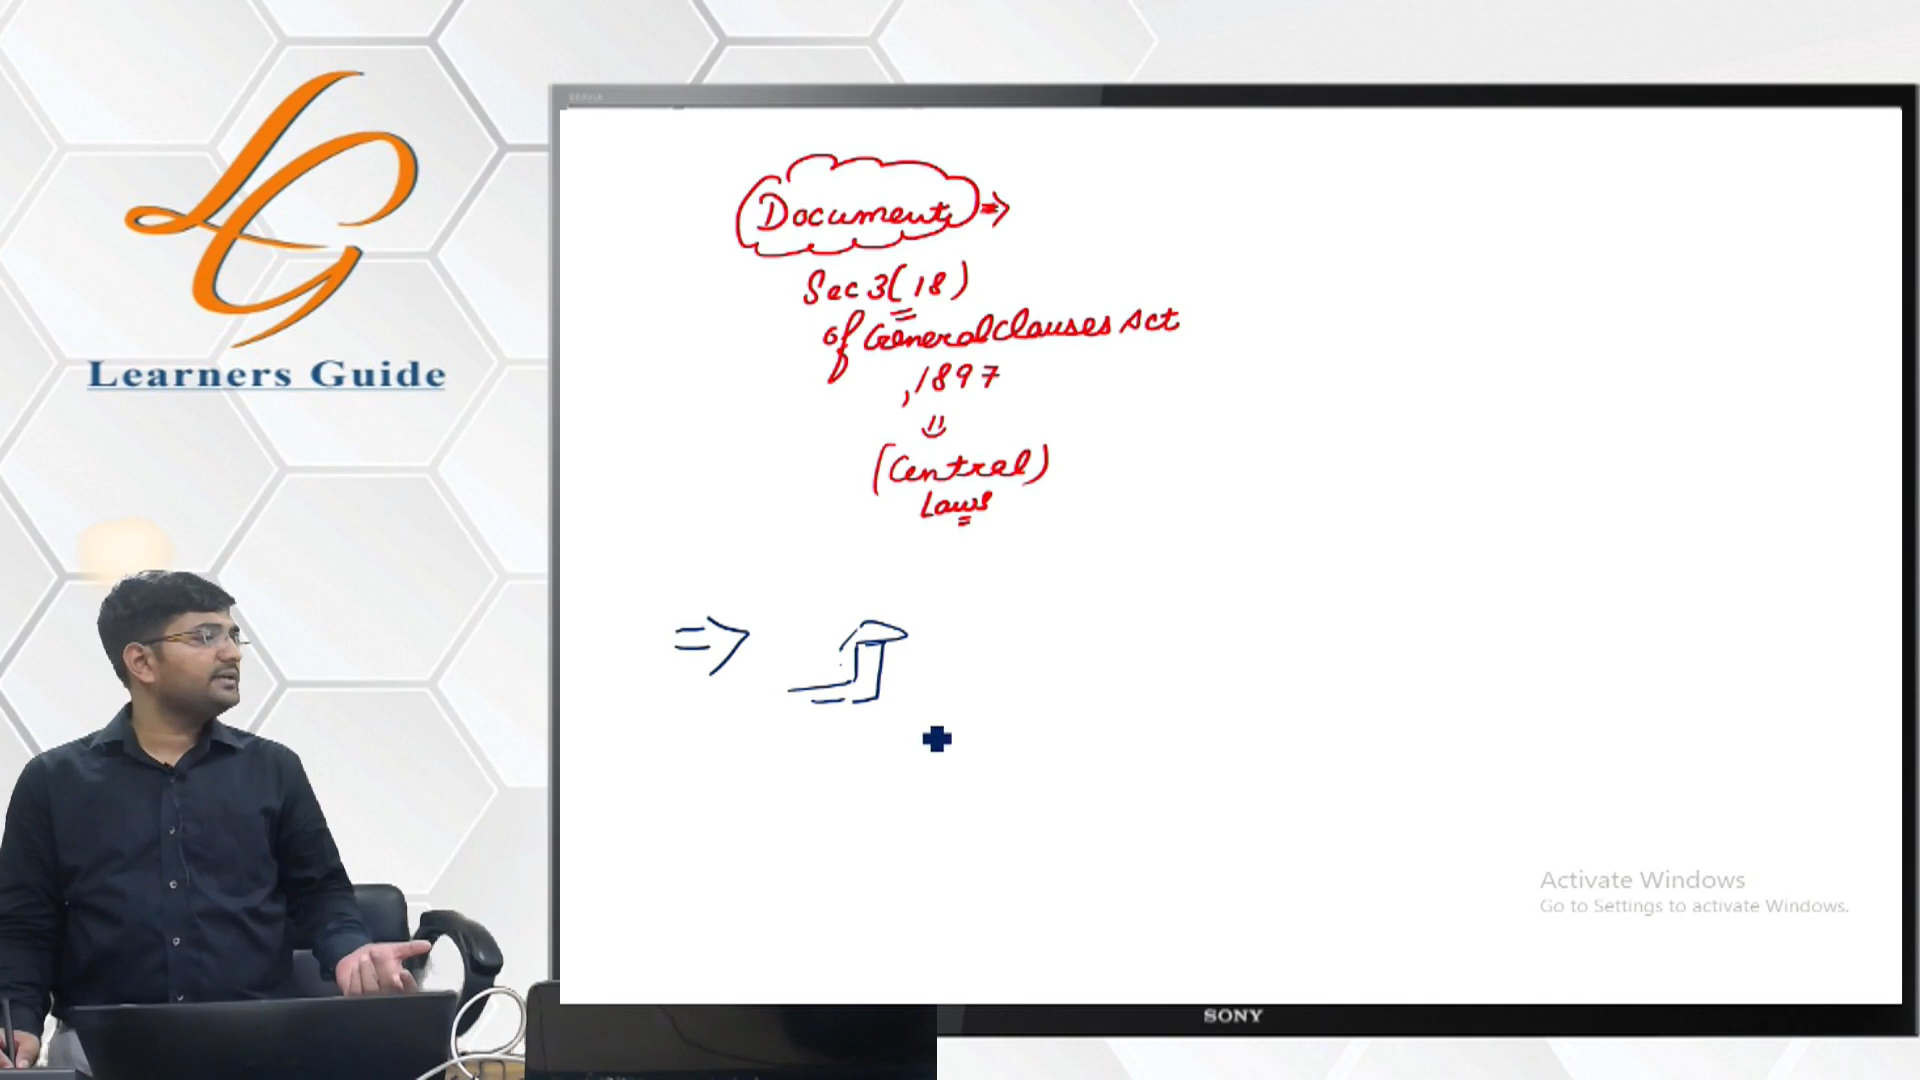 Learners Guide
Document ⇒
Sec 3(18)
of General Clauses Act
, 1897
(Central)
Laws
⇒
Activate Windows
Go to Settings to activate Windows.
SONY